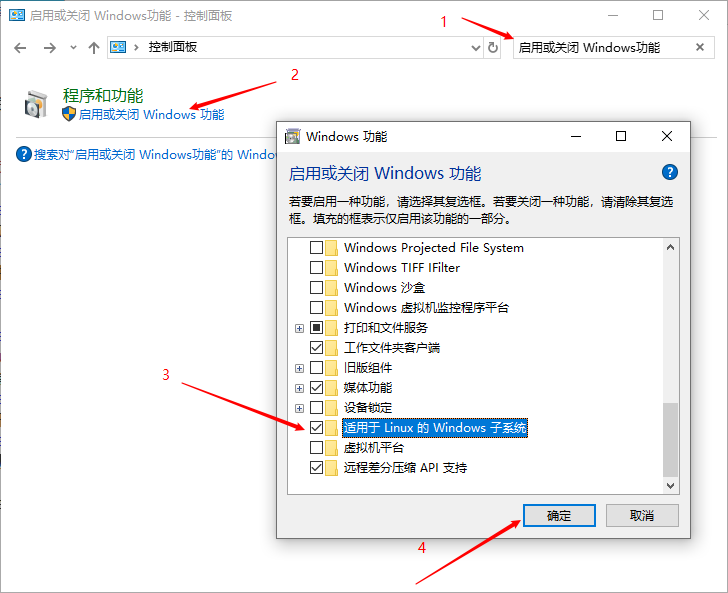 启用或关闭 Windows功能 - 控制面板
1
控制面板
启用或关闭 Windows功能
2
程序和功能
启用或关闭 Windows 功能
搜索对"启用或关闭 Windows功能"的 Windo
Windows 功能
启用或关闭 Windows 功能
若要启用一种功能，请选择其复选框。若要关闭一种功能，请清除其复选
框。填充的框表示仅启用该功能的一部分。
Windows Projected File System
Windows TIFF IFilter
Windows 沙盒
Windows 虚拟机监控程序平台
打印和文件服务
工作文件夹客户端
旧版组件
3
媒体功能
设备锁定
适用于 Linux 的 Windows 子系统
虚拟机平台
远程差分压缩 API 支持
确定
取消
4